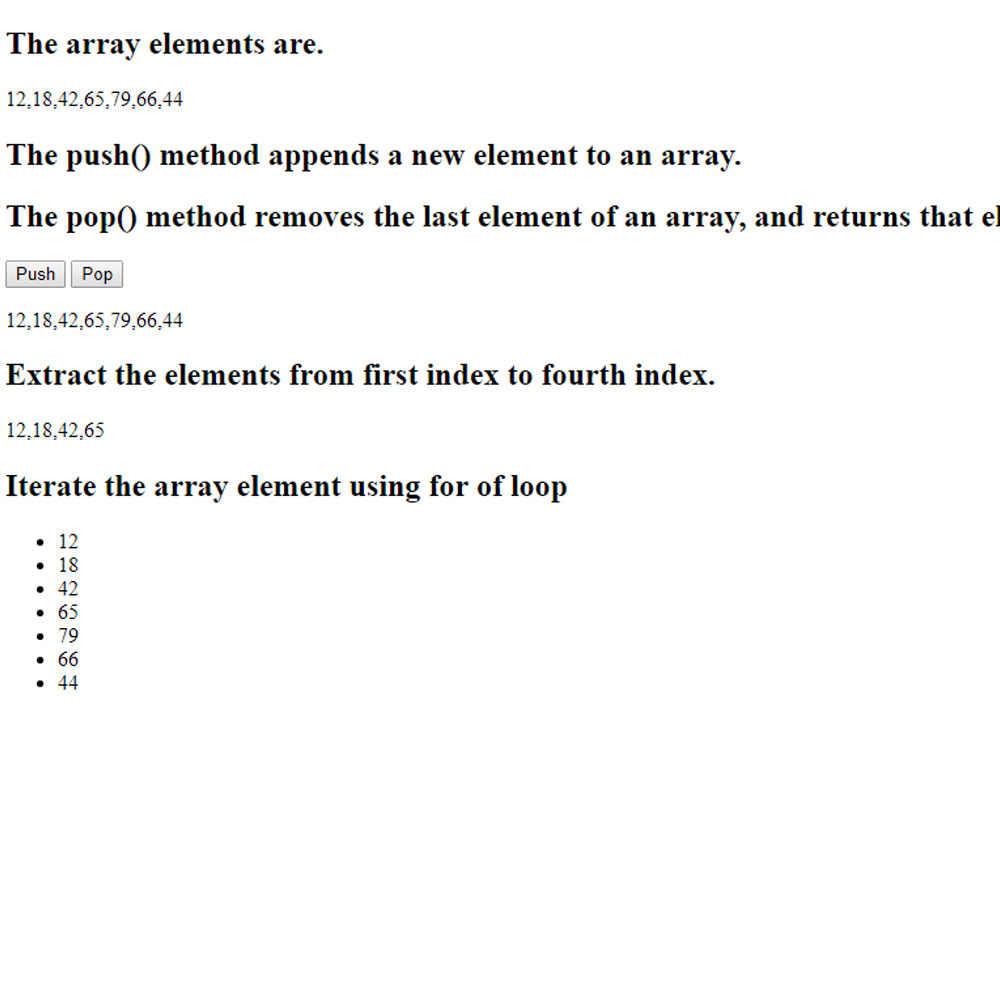 The array elements are.
12,18,42,65,79,66,44
The push() method appends a new element to an array.
The pop() method removes the last element of an array, and returns that
Push Pop
12,18,42,65,79,66,44
Extract the elements from first index to fourth index.
12,18,42,65
Iterate the array element using for of loop
12
18
42
65
79
66
44